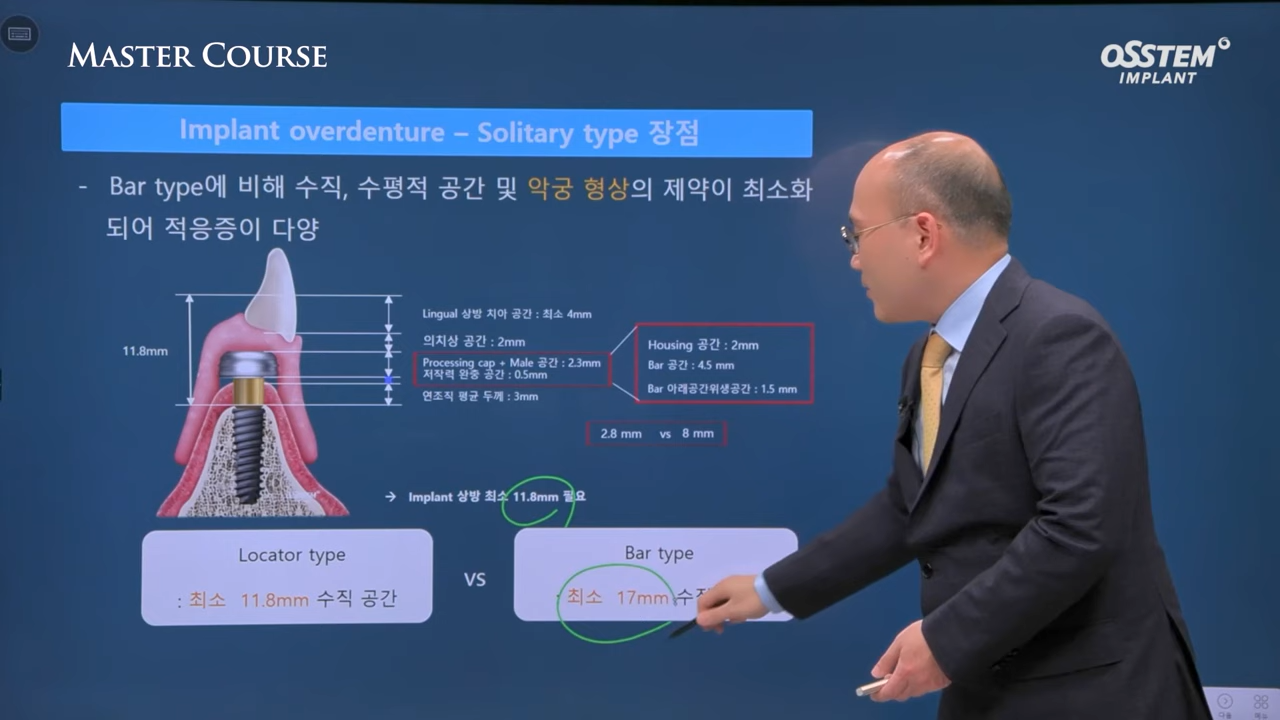 MASTER COURSE
OSSTEM
IMPLANT
Implant overdenture – Solitary type 장점
- Bar type에 비해 수직, 수평적 공간 및 악궁 형상의 제약이 최소화
되어 적응증이 다양
11.8mm
Lingual 상방 치아 공간 : 최소 4mm
의치상 공간 : 2mm
Processing cap + Male 공간 : 2.3mm
저작력 완충 공간 : 0.5mm
연조직 평균 두께 : 3mm
Housing 공간 : 2mm
Bar 공간 : 4.5 mm
Bar 아래공간위생공간 : 1.5 mm
2.8 mm vs 8 mm
→ Implant 상방 최소 11.8mm 필요
Locator type
: 최소 11.8mm 수직 공간
VS
Bar type
: 최소 17mm 수직
다음
메뉴